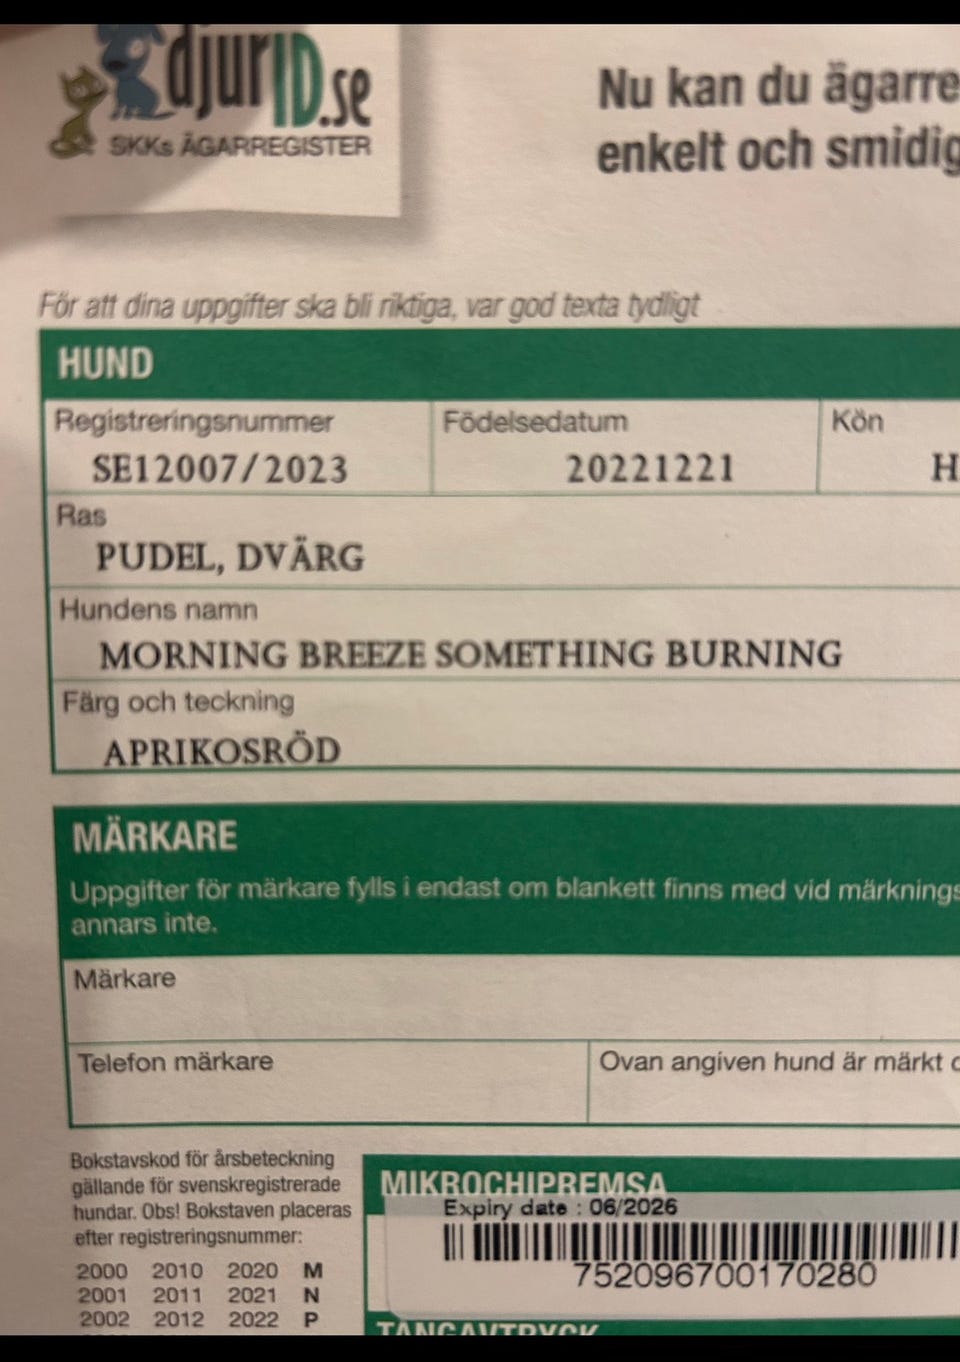 djurID.se
SKKs ÄGARREGISTER
Nu kan du ägarre
enkelt och smidig
För att dina uppgifter ska bli riktiga, var god texta tydligt
HUND
Registreringsnummer Födelsedatum Kön
SE12007/2023 20221221 H
Ras
PUDEL, DVÄRG
Hundens namn
MORNING BREEZE SOMETHING BURNING
Färg och teckning
APRIKOSRÖD
MÄRKARE
Uppgifter för märkare fylls i endast om blankett finns med vid märknings
annars inte.
Märkare
Telefon märkare Ovan angiven hund är märkt
Bokstavskod för årsbeteckning
gällande för svenskregistrerade
hundar. Obs! Bokstaven placeras
efter registreringsnummer:
2000 2010 2020 M
2001 2011 2021 N
2002 2012 2022 P
MIKROCHIPREMSA
Expiry date : 06/2026
752096700170280
TÅNGAVTRYCK